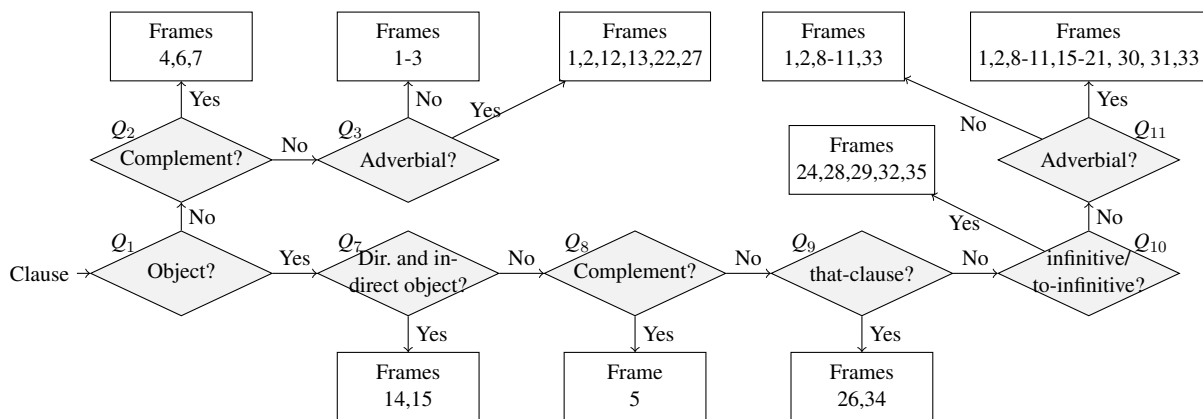 Frames
4,6,7
Frames
1-3
Frames
1,2,12,13,22,27
Frames
1,2,8-11,33
Frames
1,2,8-11,15-21, 30, 31,33
Yes
No
Yes
No
Yes
Q2
Complement?
No
Q3
Adverbial?
Frames
24,28,29,32,35
Q11
Adverbial?
No
Yes
No
Clause
Q1
Object?
Yes
Q7
Dir. and in-
direct object?
No
Q8
Complement?
No
Q9
that-clause?
No
Q10
infinitive/
to-infinitive?
Yes
Yes
Yes
Frames
14,15
Frame
5
Frames
26,34